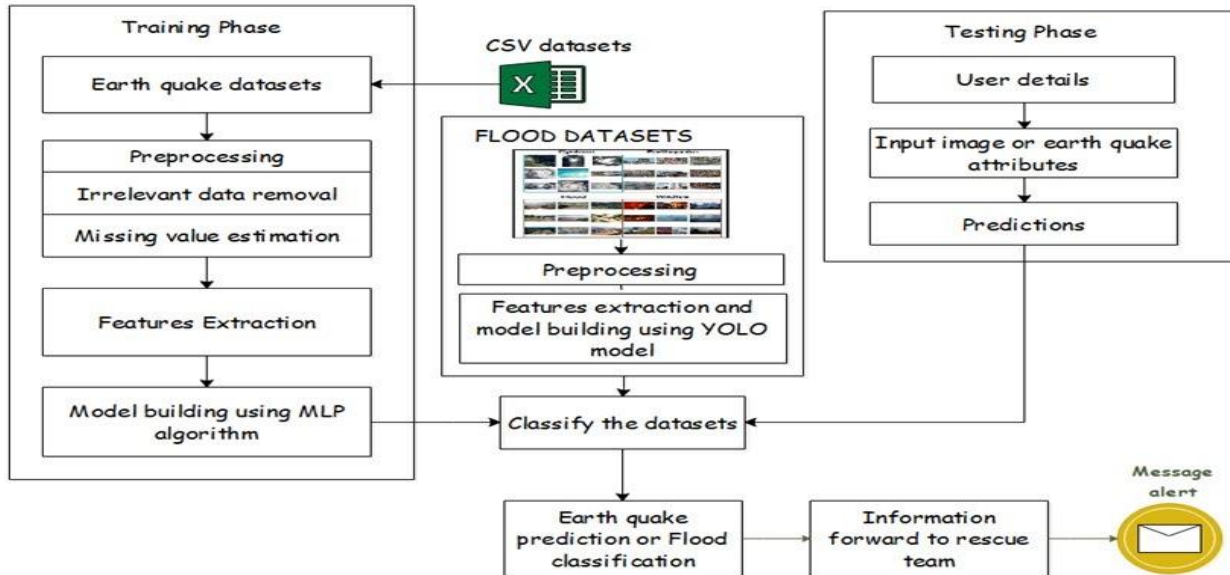 Training Phase
Earth quake datasets
Preprocessing
Irrelevant data removal
Missing value estimation
Features Extraction
Model building using MLP
algorithm
CSV datasets
X
FLOOD DATASETS
Preprocessing
Features extraction and
model building using YOLO
model
Classify the datasets
Earth quake
prediction or Flood
classification
Testing Phase
User details
Input image or earth quake
attributes
Predictions
Information
forward to rescue
team
Message
alert